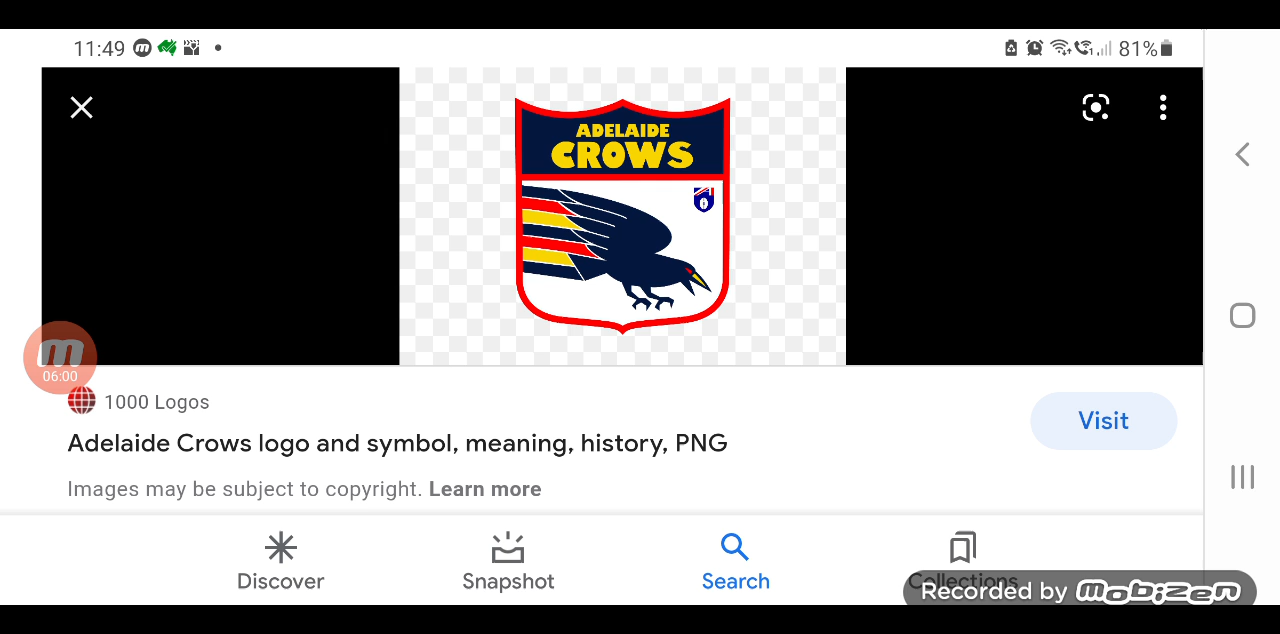 11:49
81%
ADELAIDE
CROWS
m
06:00
1000 Logos
Visit
Adelaide Crows logo and symbol, meaning, history, PNG
Images may be subject to copyright. Learn more
Discover
Snapshot
Search
Collections
Recorded by mobizen